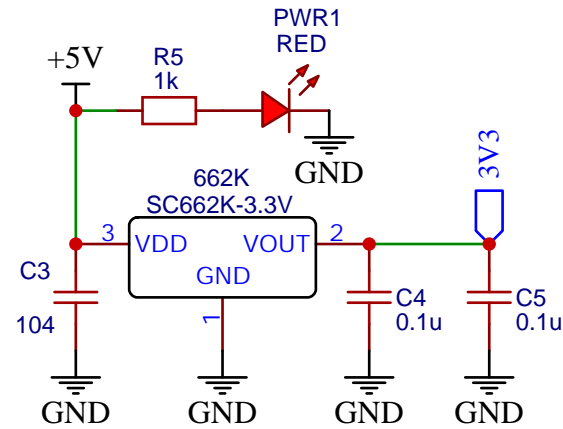 PWR1
RED
+5V
R5
1k
GND
3V3
662K
SC662K-3.3V
3
VDD
VOUT
2
GND
1
C3
104
C4
0.1u
C5
0.1u
GND
GND
GND
GND